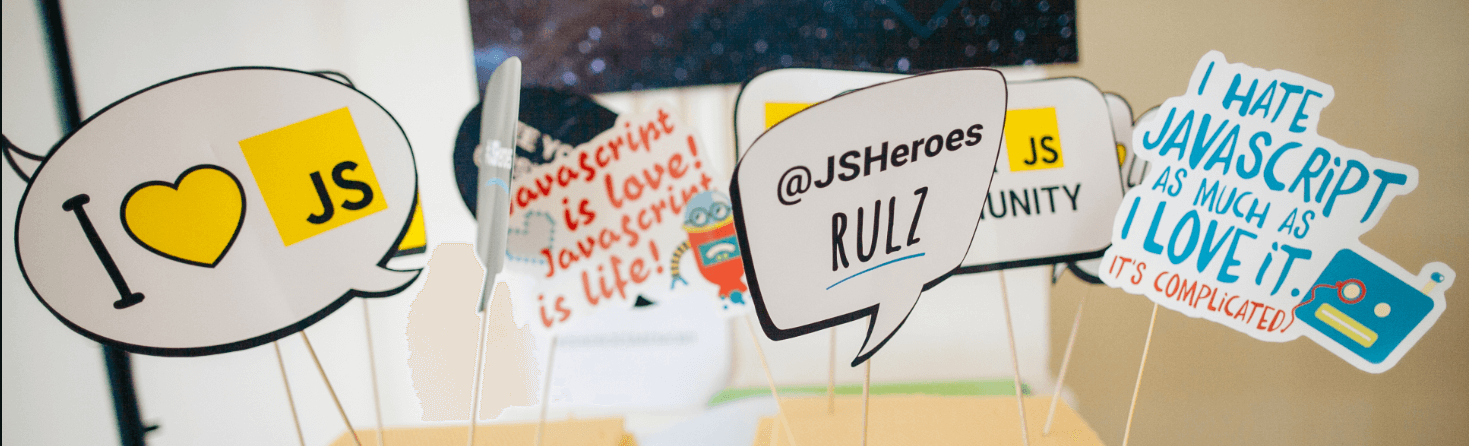 I JS
Javascript
is love!
Javascript
is life!
@JSHeroes
RULZ
JS
UNITY
I HATE
JAVASCRiPT
AS MUCH AS
I LOVE iT.
IT'S COMPLiCATED)